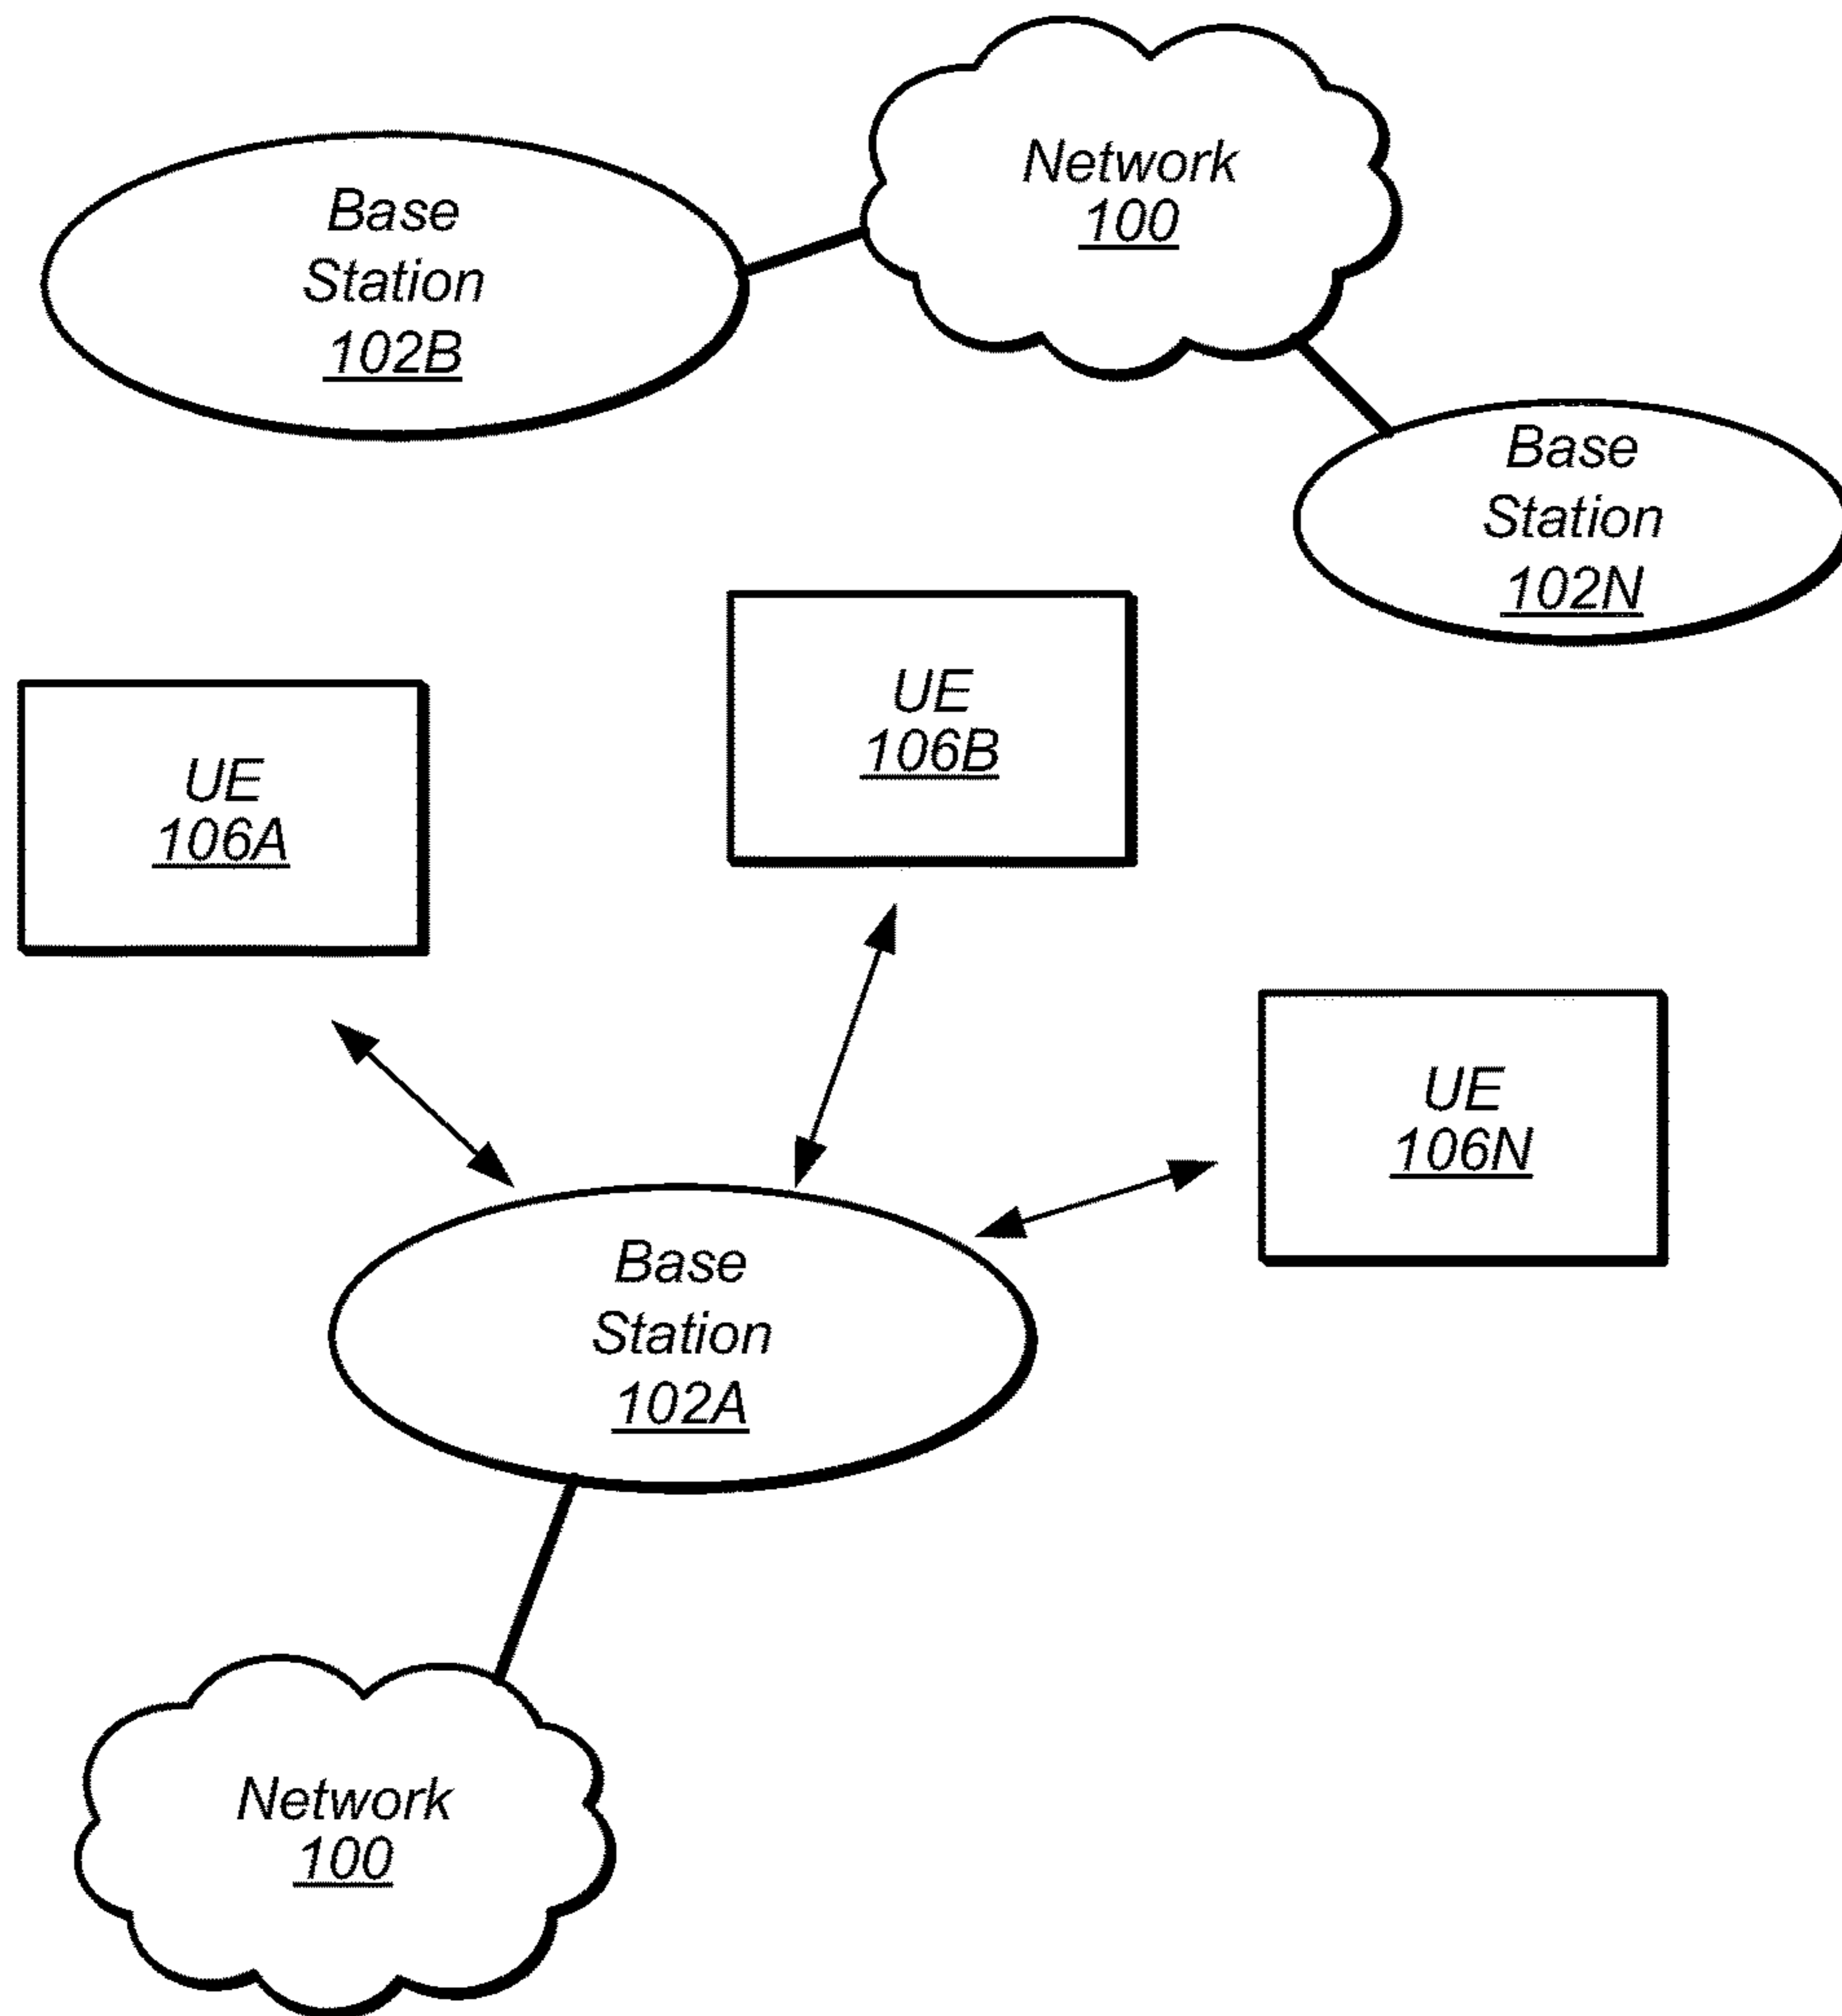 Network
100
Base
Station
102B
Base
Station
102N
UE
106B
UE
106A
UE
106N
Base
Station
102A
Network
100